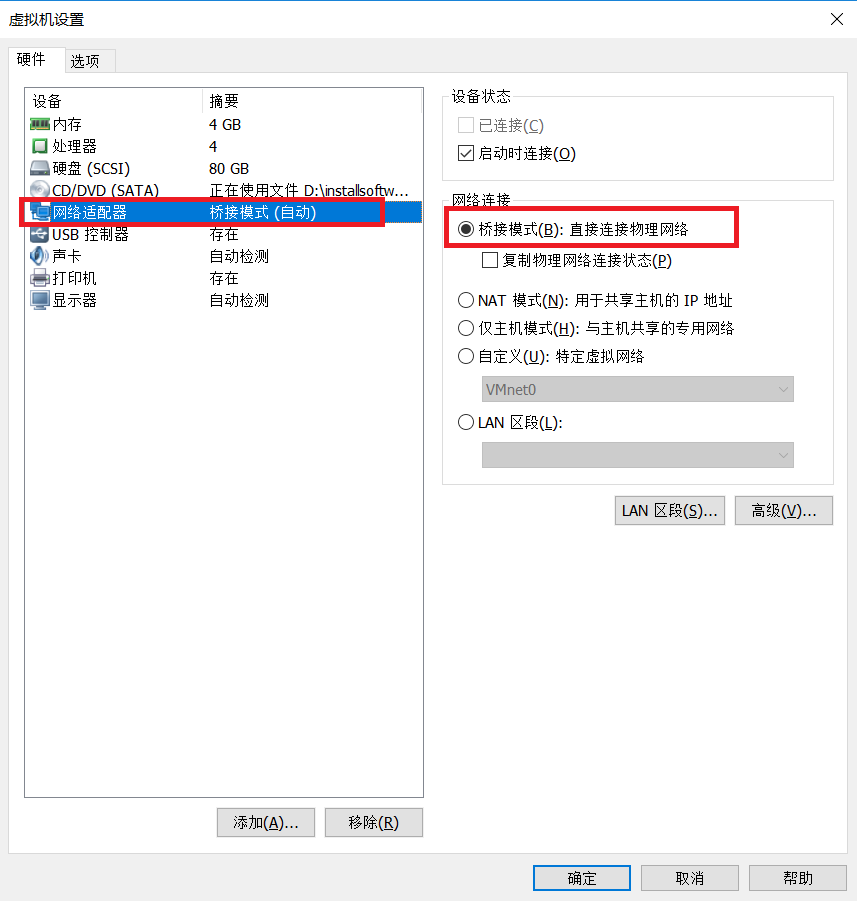 虚拟机设置
硬件 选项
设备 摘要
内存 4 GB
处理器 4
硬盘 (SCSI) 80 GB
CD/DVD (SATA) 正在使用文件 D:\installsoftw...
网络适配器 桥接模式 (自动)
USB 控制器 存在
声卡 自动检测
打印机 存在
显示器 自动检测
添加(A)... 移除(R)
设备状态
已连接(C)
启动时连接(O)
网络连接
桥接模式(B): 直接连接物理网络
复制物理网络连接状态(P)
NAT 模式(N): 用于共享主机的 IP 地址
仅主机模式(H): 与主机共享的专用网络
自定义(U): 特定虚拟网络
VMnet0
LAN 区段(L):
LAN 区段(S)... 高级(V)...
确定 取消 帮助